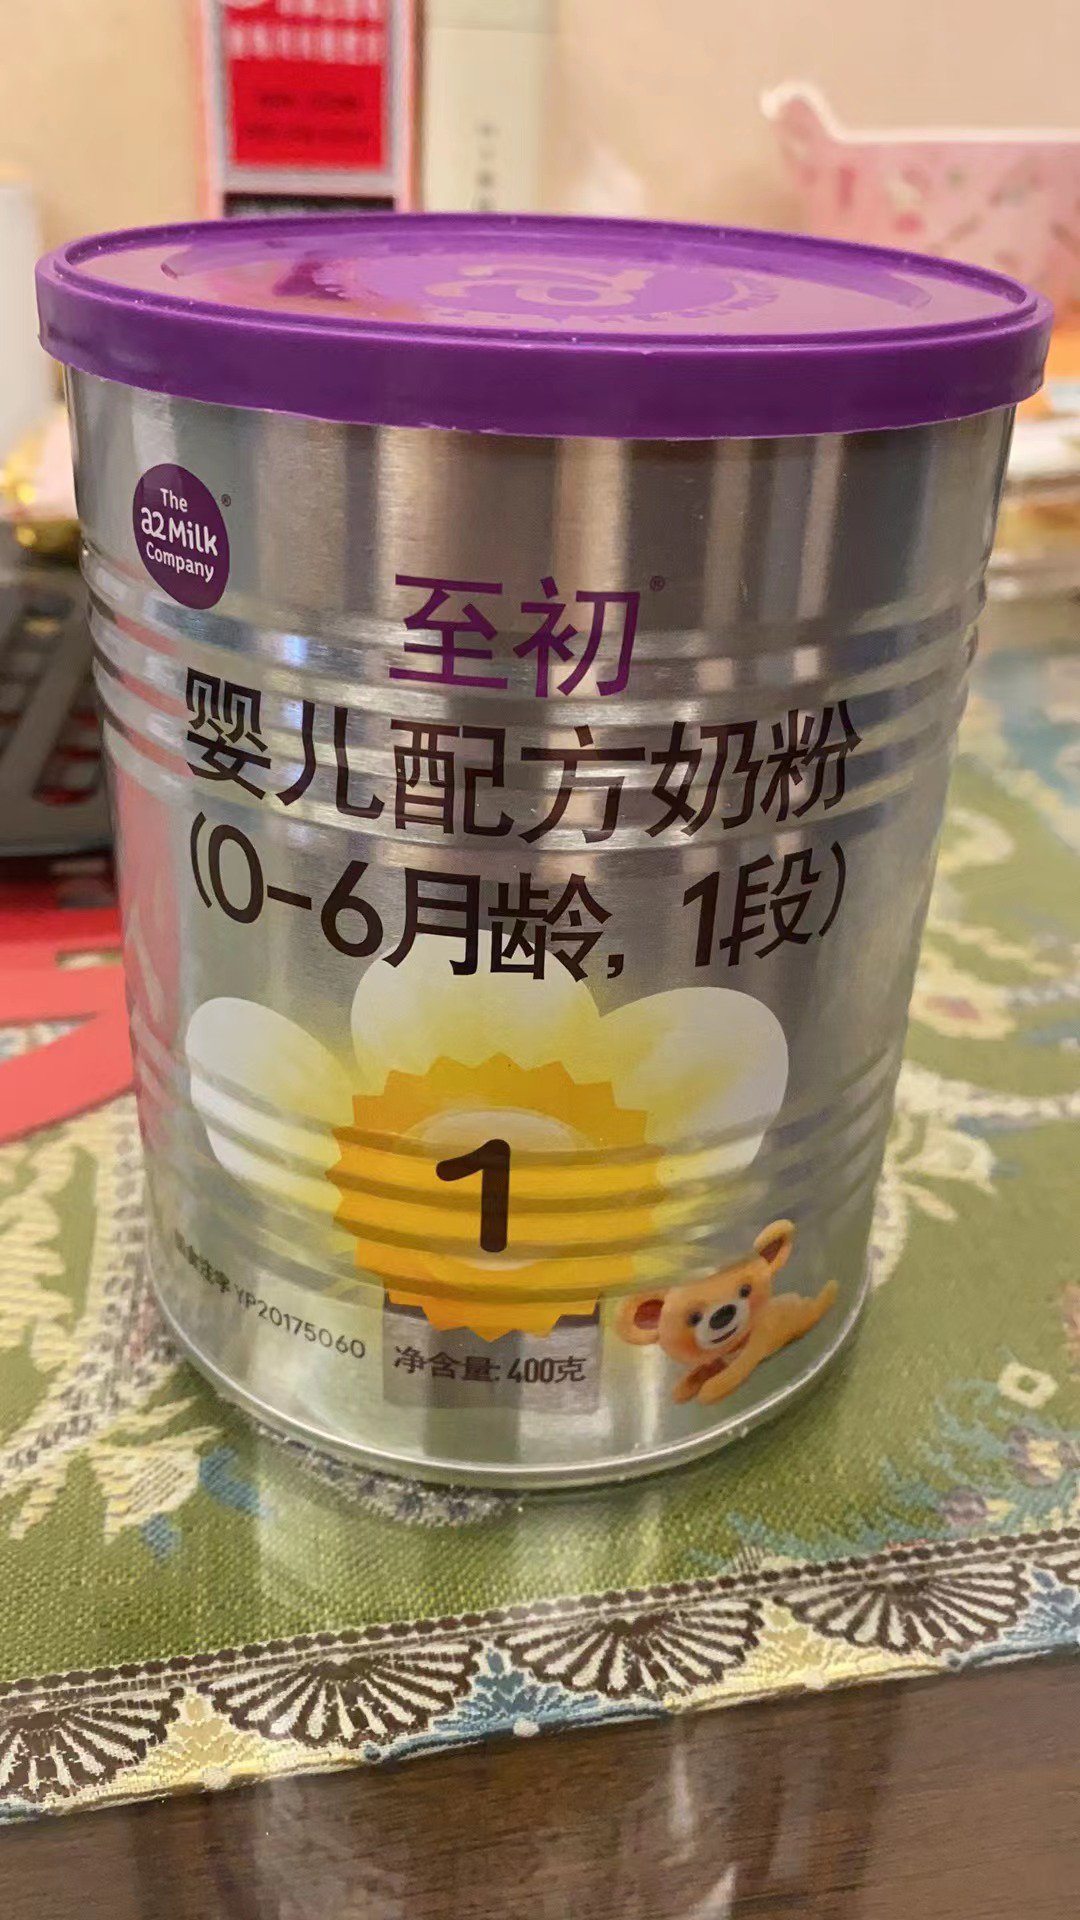 The
a2 Milk
Company
至初
婴儿配方奶粉
(0-6月龄, 1段)
1
YP20175060
净含量: 400克